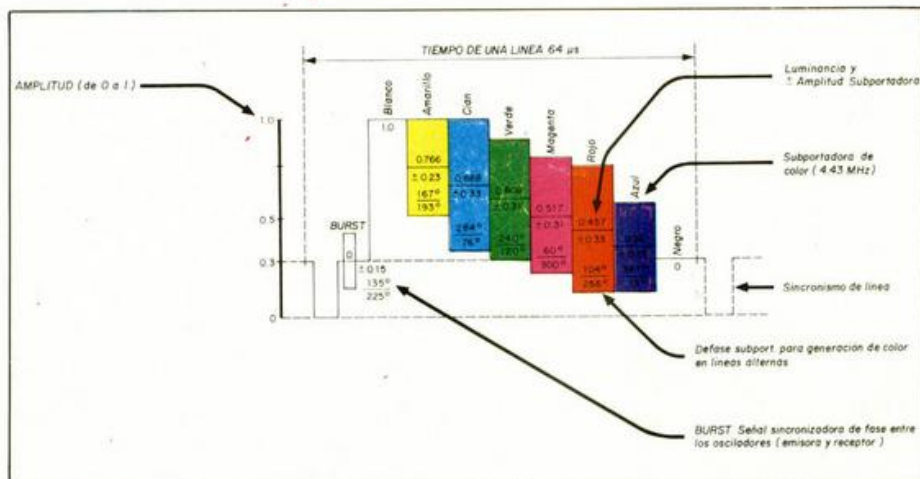 TIEMPO DE UNA LINEA 64 µs
AMPLITUD (de 0 a 1.)
Luminancia y
± Amplitud Subportadora
Blanco
Amarillo
Cian
Verde
Magenta
Rojo
Azul
Negro
1.0
0.5
0.3
0
1.0
0.766
±0.23
167°
193°
±0.33
284°
76°
240°
120°
0.517
±0.31
60°
300°
0.457
±0.33
104°
256°
0
Subportadora de
color (4.43 MHz)
BURST
0
±0.15
135°
225°
Sincronismo de linea
Defase subport para generación de color
en lineas alternas
BURST Señal sincronizadora de fase entre
los osciladores (emisora y receptor)